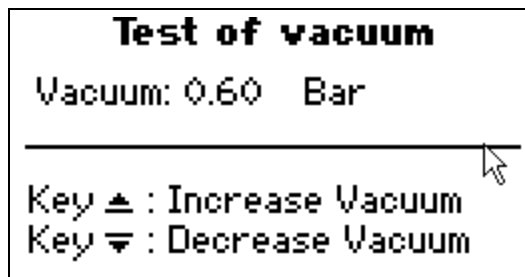 Test of vacuum
Vacuum: 0.60 Bar
Key ▲ : Increase Vacuum
Key ▼ : Decrease Vacuum